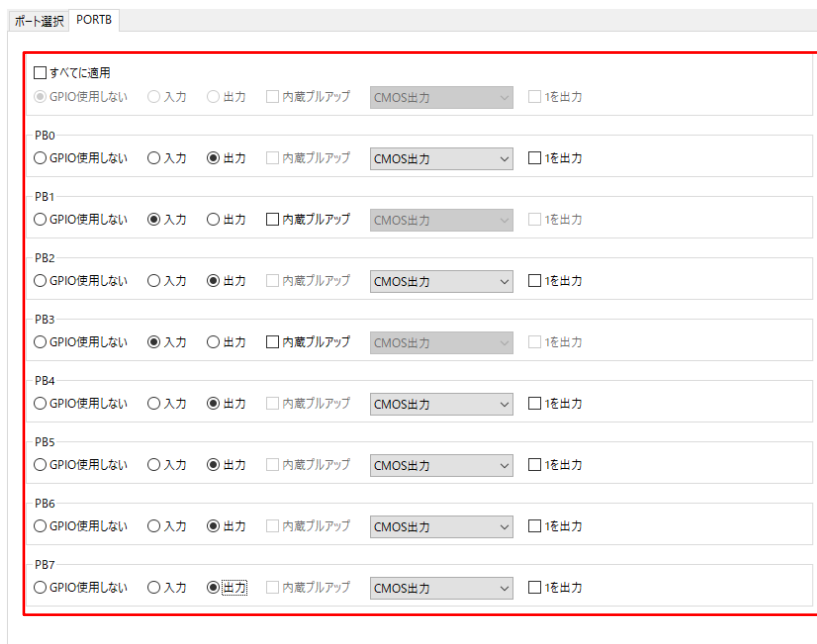 ポート選択 PORTB
すべてに適用
GPIO使用しない 入力 出力 内蔵プルアップ CMOS出力 1を出力
PB0
GPIO使用しない 入力 出力 内蔵プルアップ CMOS出力 1を出力
PB1
GPIO使用しない 入力 出力 内蔵プルアップ CMOS出力 1を出力
PB2
GPIO使用しない 入力 出力 内蔵プルアップ CMOS出力 1を出力
PB3
GPIO使用しない 入力 出力 内蔵プルアップ CMOS出力 1を出力
PB4
GPIO使用しない 入力 出力 内蔵プルアップ CMOS出力 1を出力
PB5
GPIO使用しない 入力 出力 内蔵プルアップ CMOS出力 1を出力
PB6
GPIO使用しない 入力 出力 内蔵プルアップ CMOS出力 1を出力
PB7
GPIO使用しない 入力 出力 内蔵プルアップ CMOS出力 1を出力